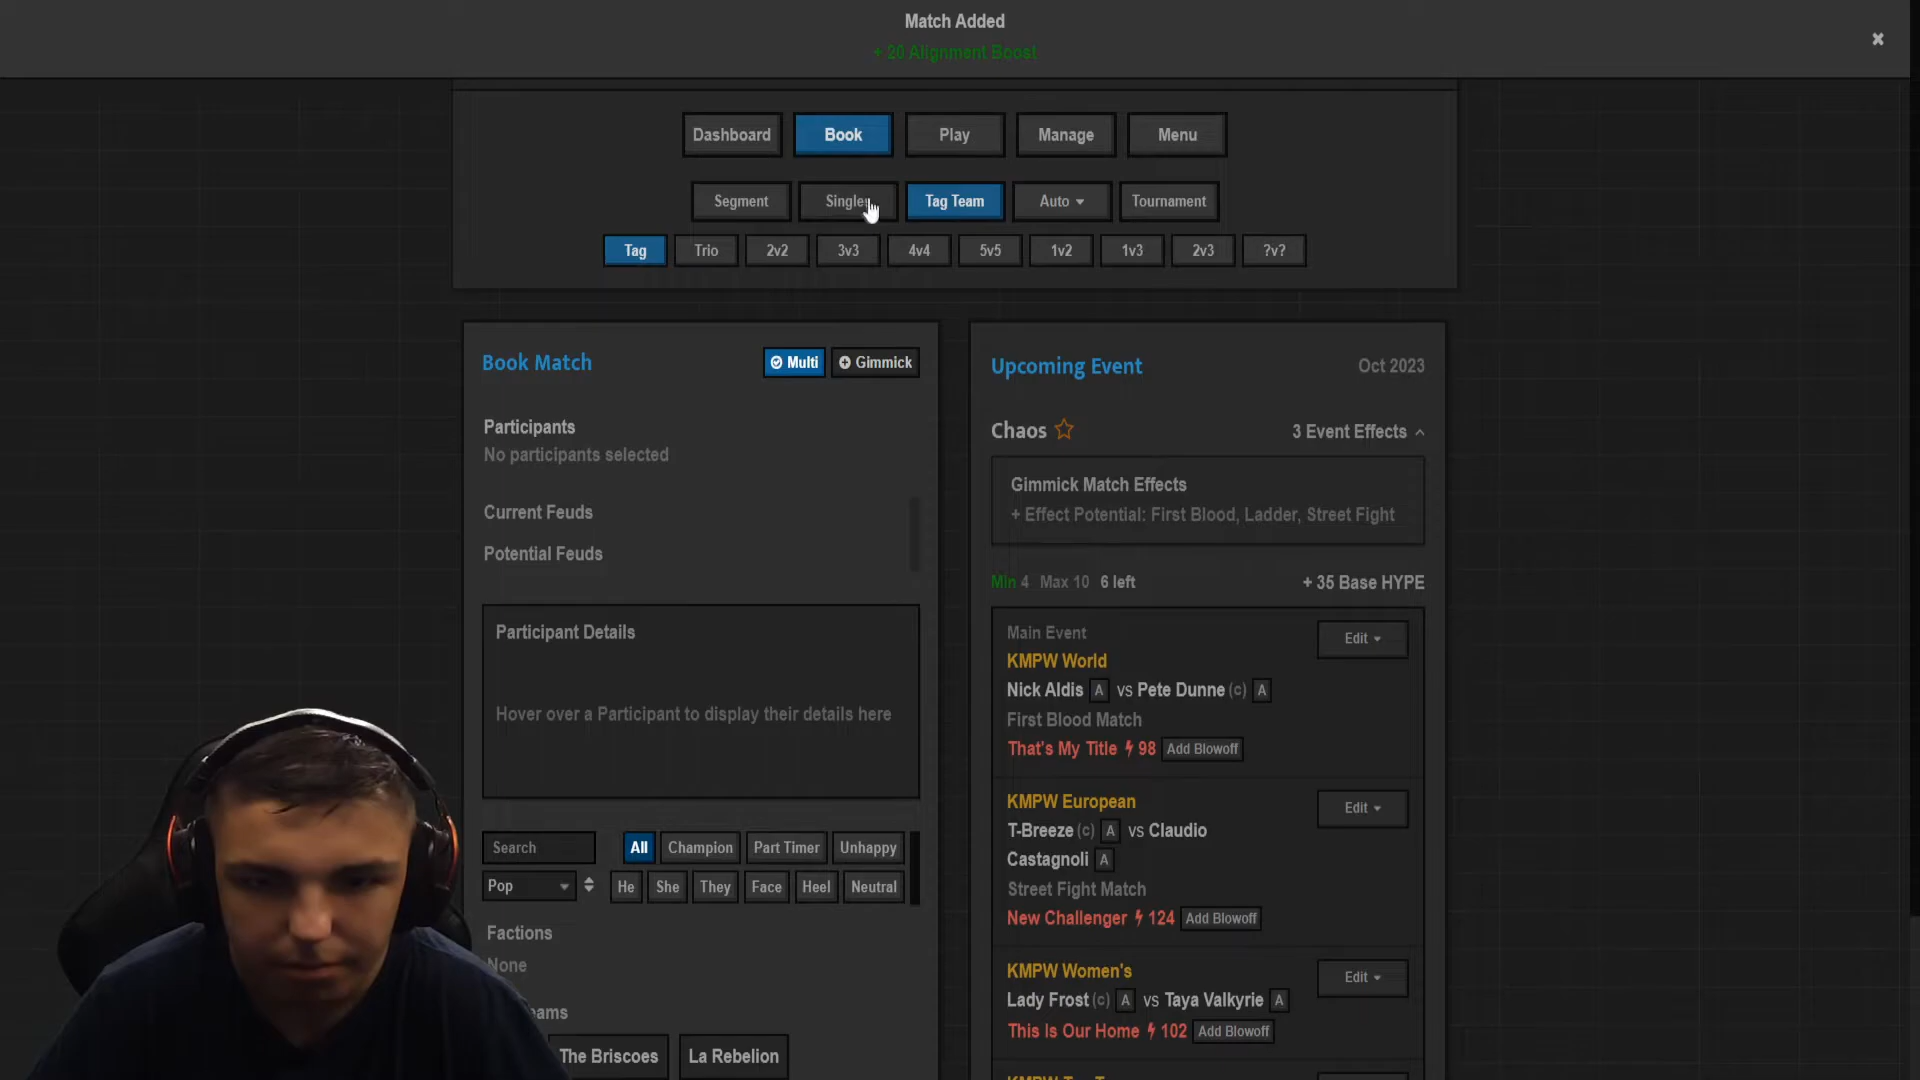 Match Added
+ 20 Alignment Boost
Dashboard Book Play Manage Menu
Segment Tag Team Auto Tournament
Tag Trio 2v2 3v3 4v4 5v5 1v2 1v3 2v3 ?v?
Book Match Multi Gimmick
Participants
No participants selected
Current Feuds
Potential Feuds
Participant Details
Hover over a Participant to display their details here
Search All Champion Part Timer Unhappy
Pop He She They Face Heel Neutral
Factions
None
The Briscoes La Rebelion
Upcoming Event Oct 2023
Chaos 3 Event Effects
Gimmick Match Effects
+ Effect Potential: First Blood, Ladder, Street Fight
Min 4 Max 10 6 left + 35 Base HYPE
Main Event Edit
KMPW World
Nick Aldis A vs Pete Dunne (c) A
First Blood Match
That's My Title 98 Add Blowoff
KMPW European Edit
T-Breeze (c) A vs Claudio
Castagnoli A
Street Fight Match
New Challenger 124 Add Blowoff
KMPW Women's Edit
Lady Frost (c) A vs Taya Valkyrie A
This Is Our Home 102 Add Blowoff